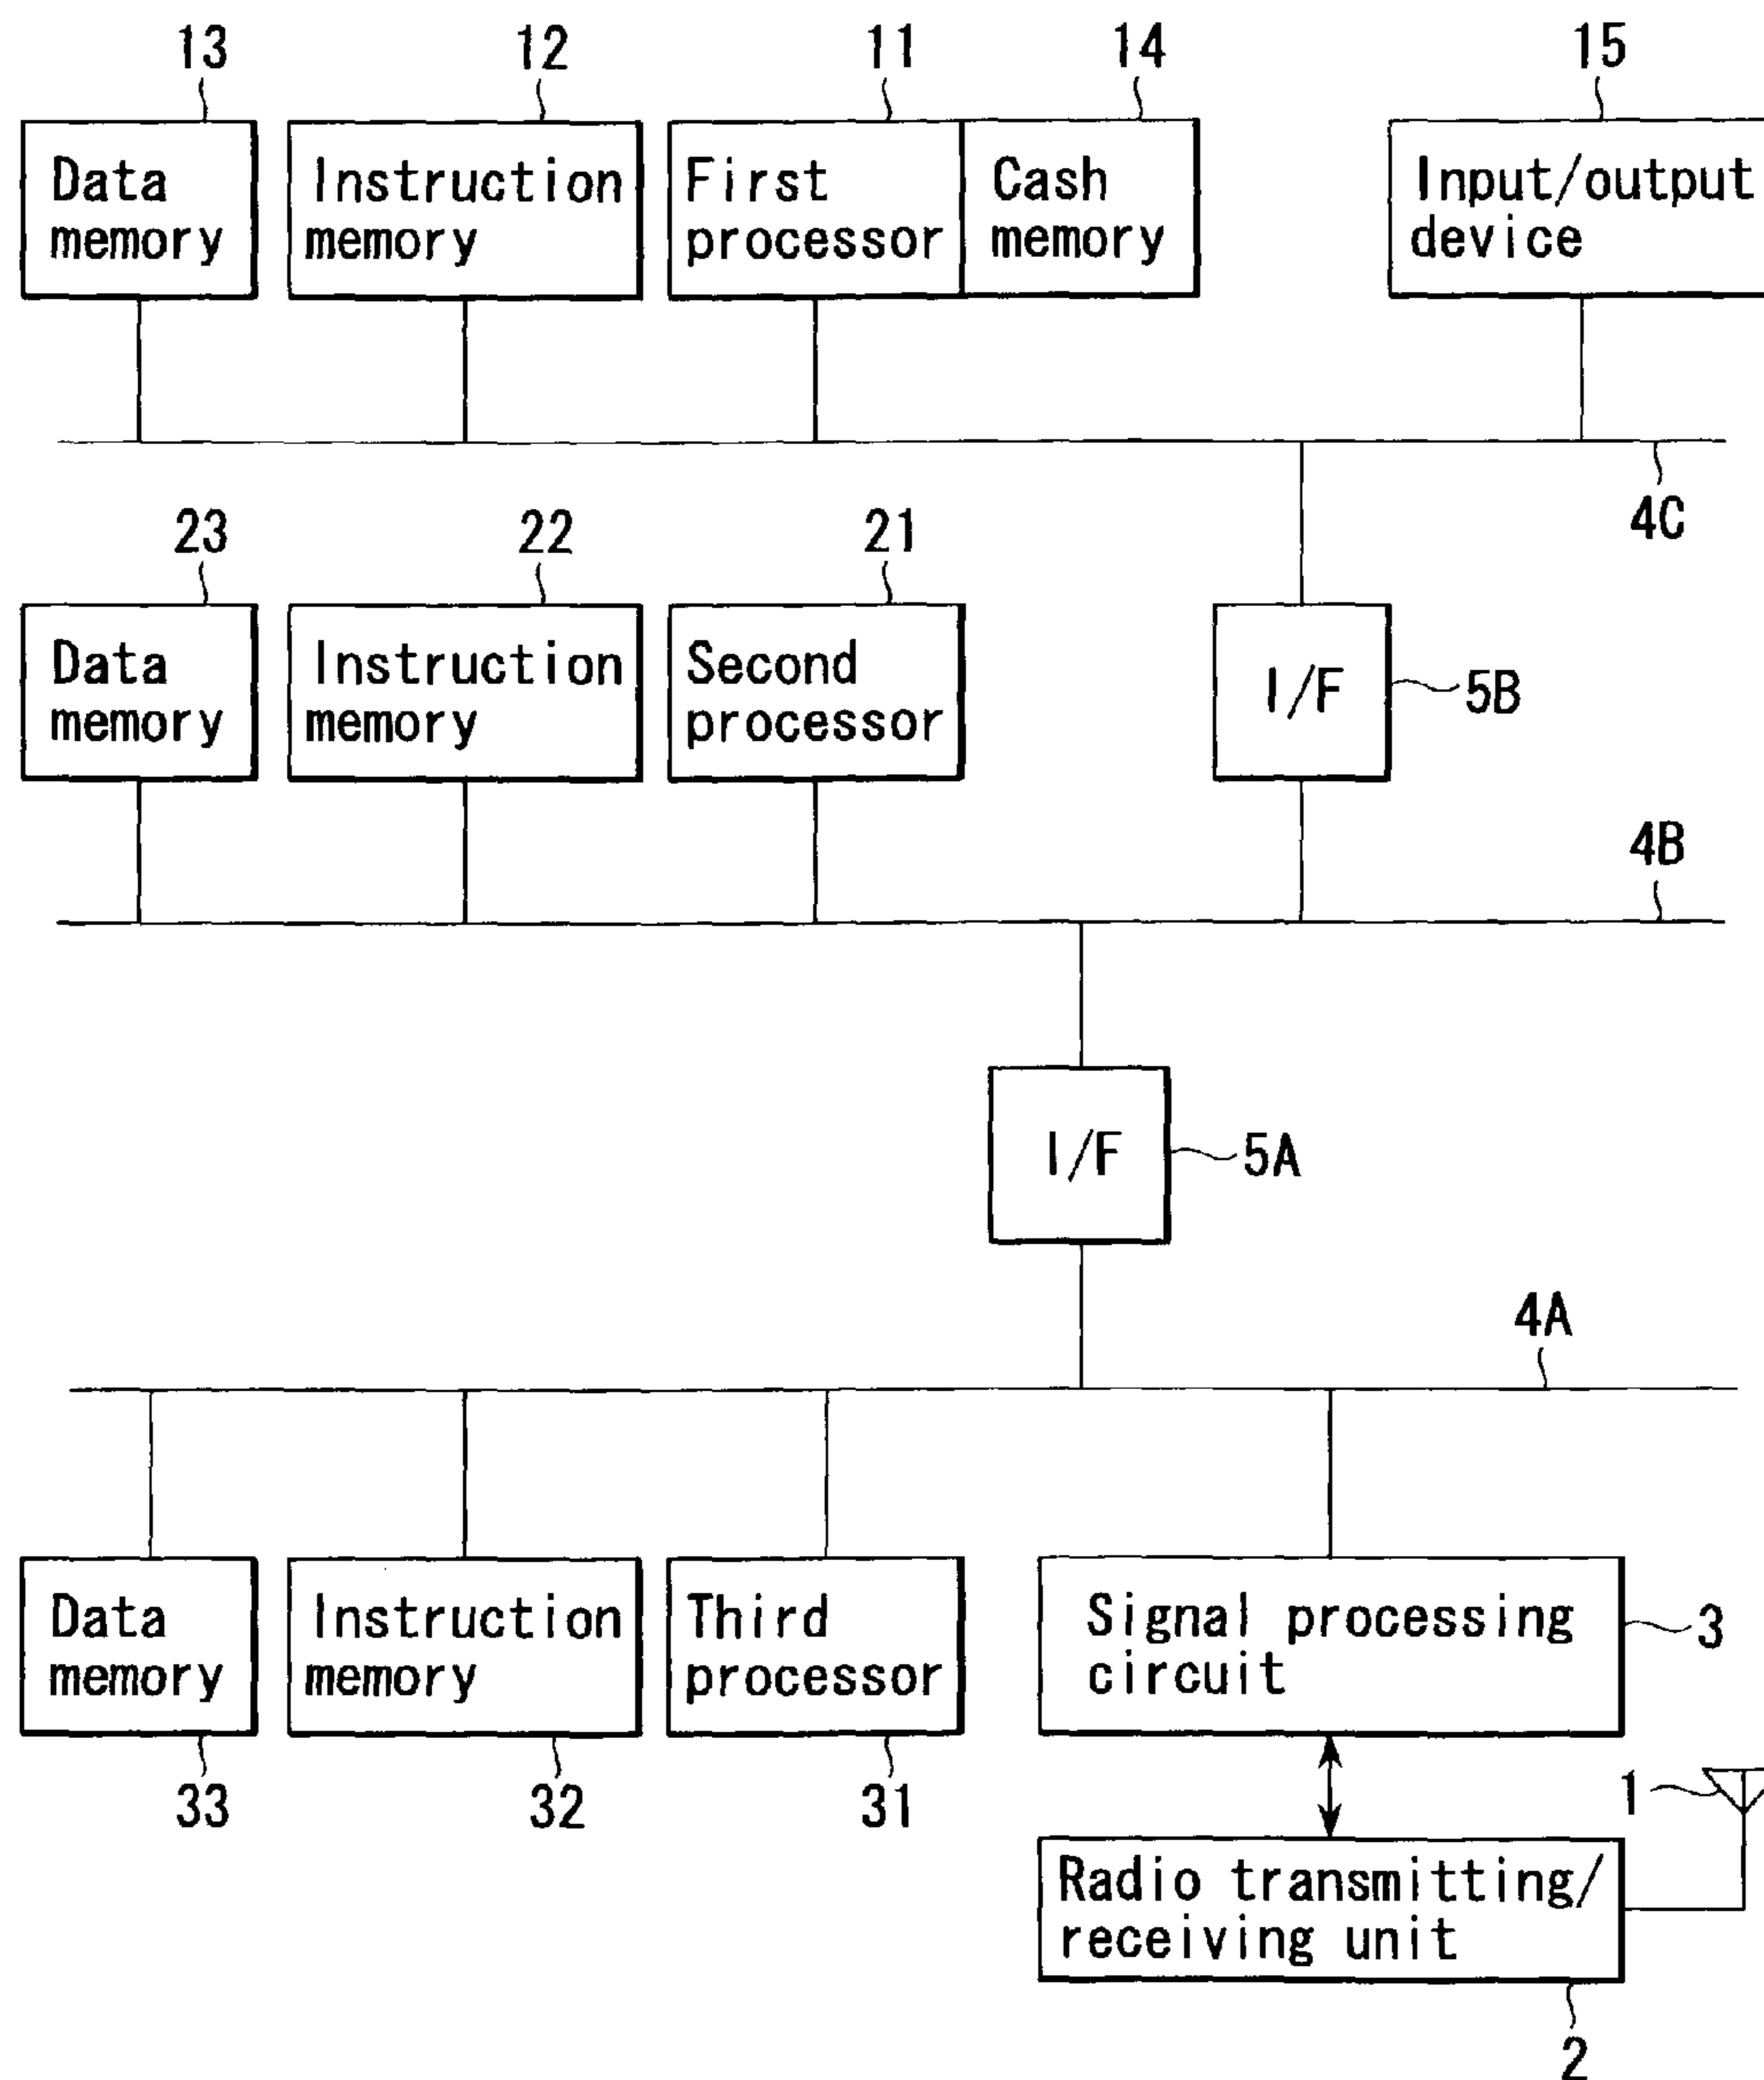 13
12
11
14
15
Data
memory
Instruction
memory
First
processor
Cash
memory
Input/output
device
4C
23
22
21
Data
memory
Instruction
memory
Second
processor
I/F
5B
4B
I/F
5A
4A
Data
memory
Instruction
memory
Third
processor
Signal processing
circuit
3
33
32
31
1
Radio transmitting/
receiving unit
2